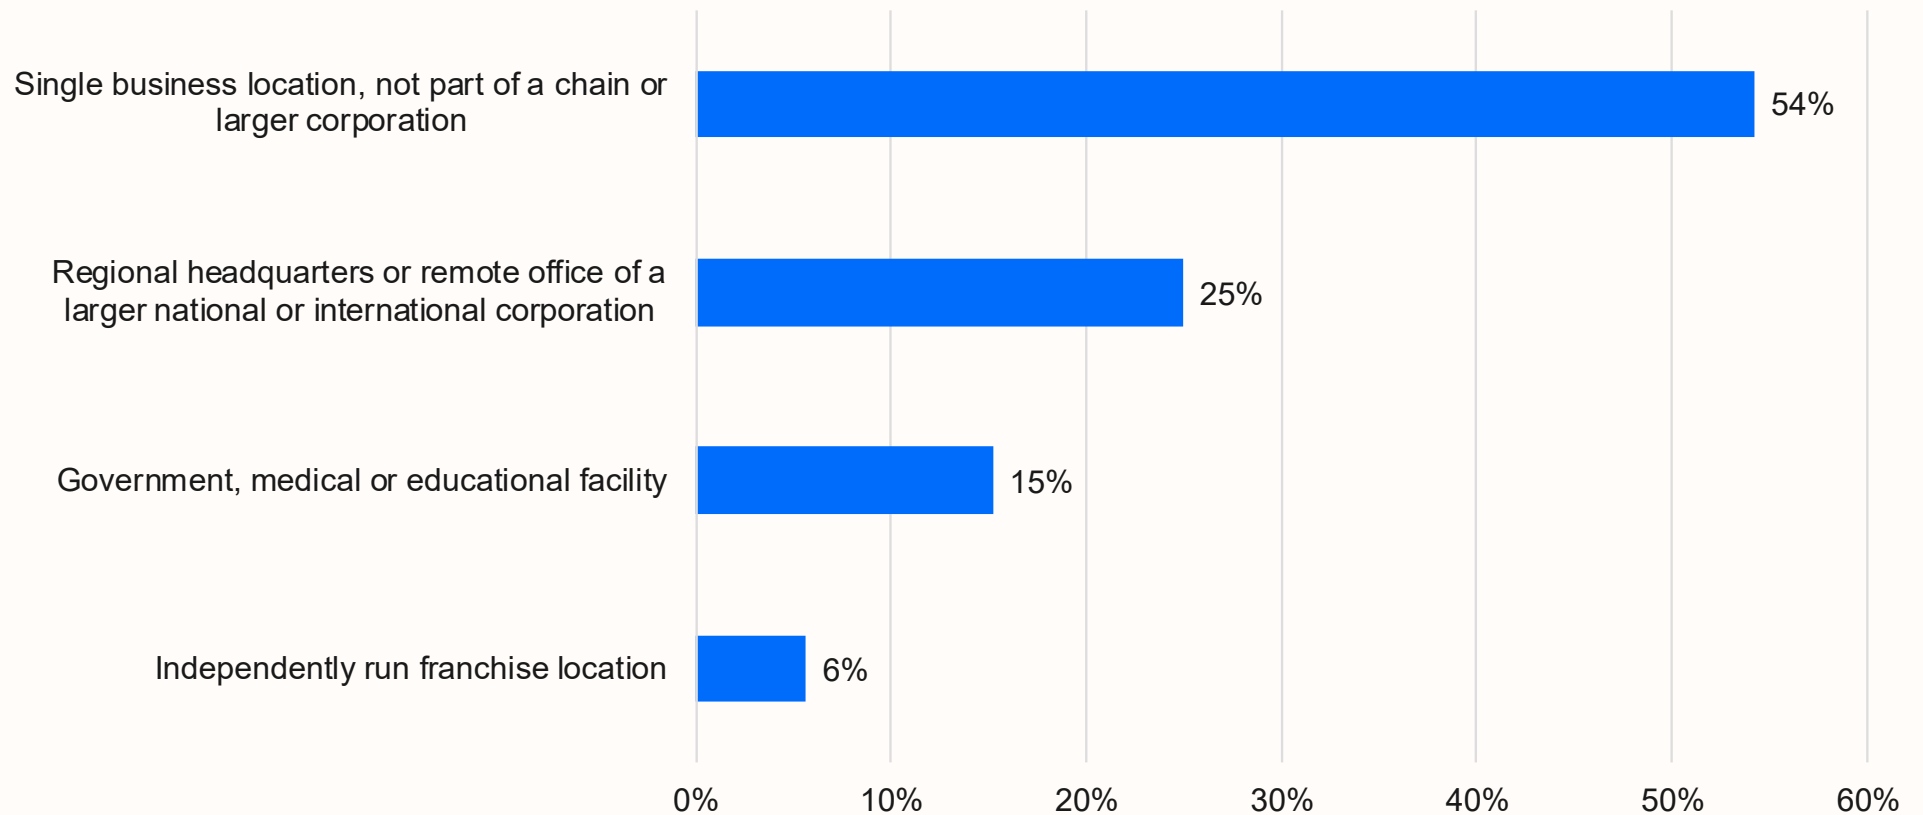 Single business location, not part of a chain or
larger corporation
54%
Regional headquarters or remote office of a
larger national or international corporation
25%
Government, medical or educational facility
15%
Independently run franchise location
6%
0% 10% 20% 30% 40% 50% 60%